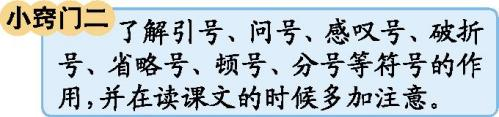 小窍门二
了解引号、问号、感叹号、破折
号、省略号、顿号、分号等符号的作
用,并在读课文的时候多加注意。